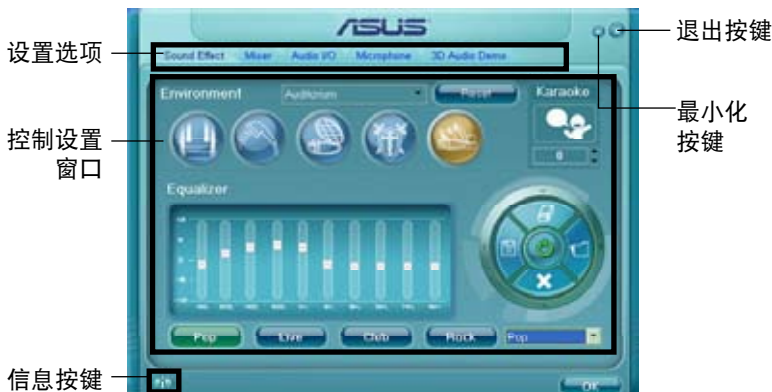 ASUS
设置选项
Sound Effect Mixer Audio I/O Microphone 3D Audio Demo
退出按键
最小化
按键
Environment Auditorium Reset Karaoke
0
控制设置
窗口
Equalizer
Pop Live Club Rock Pop
信息按键
OK